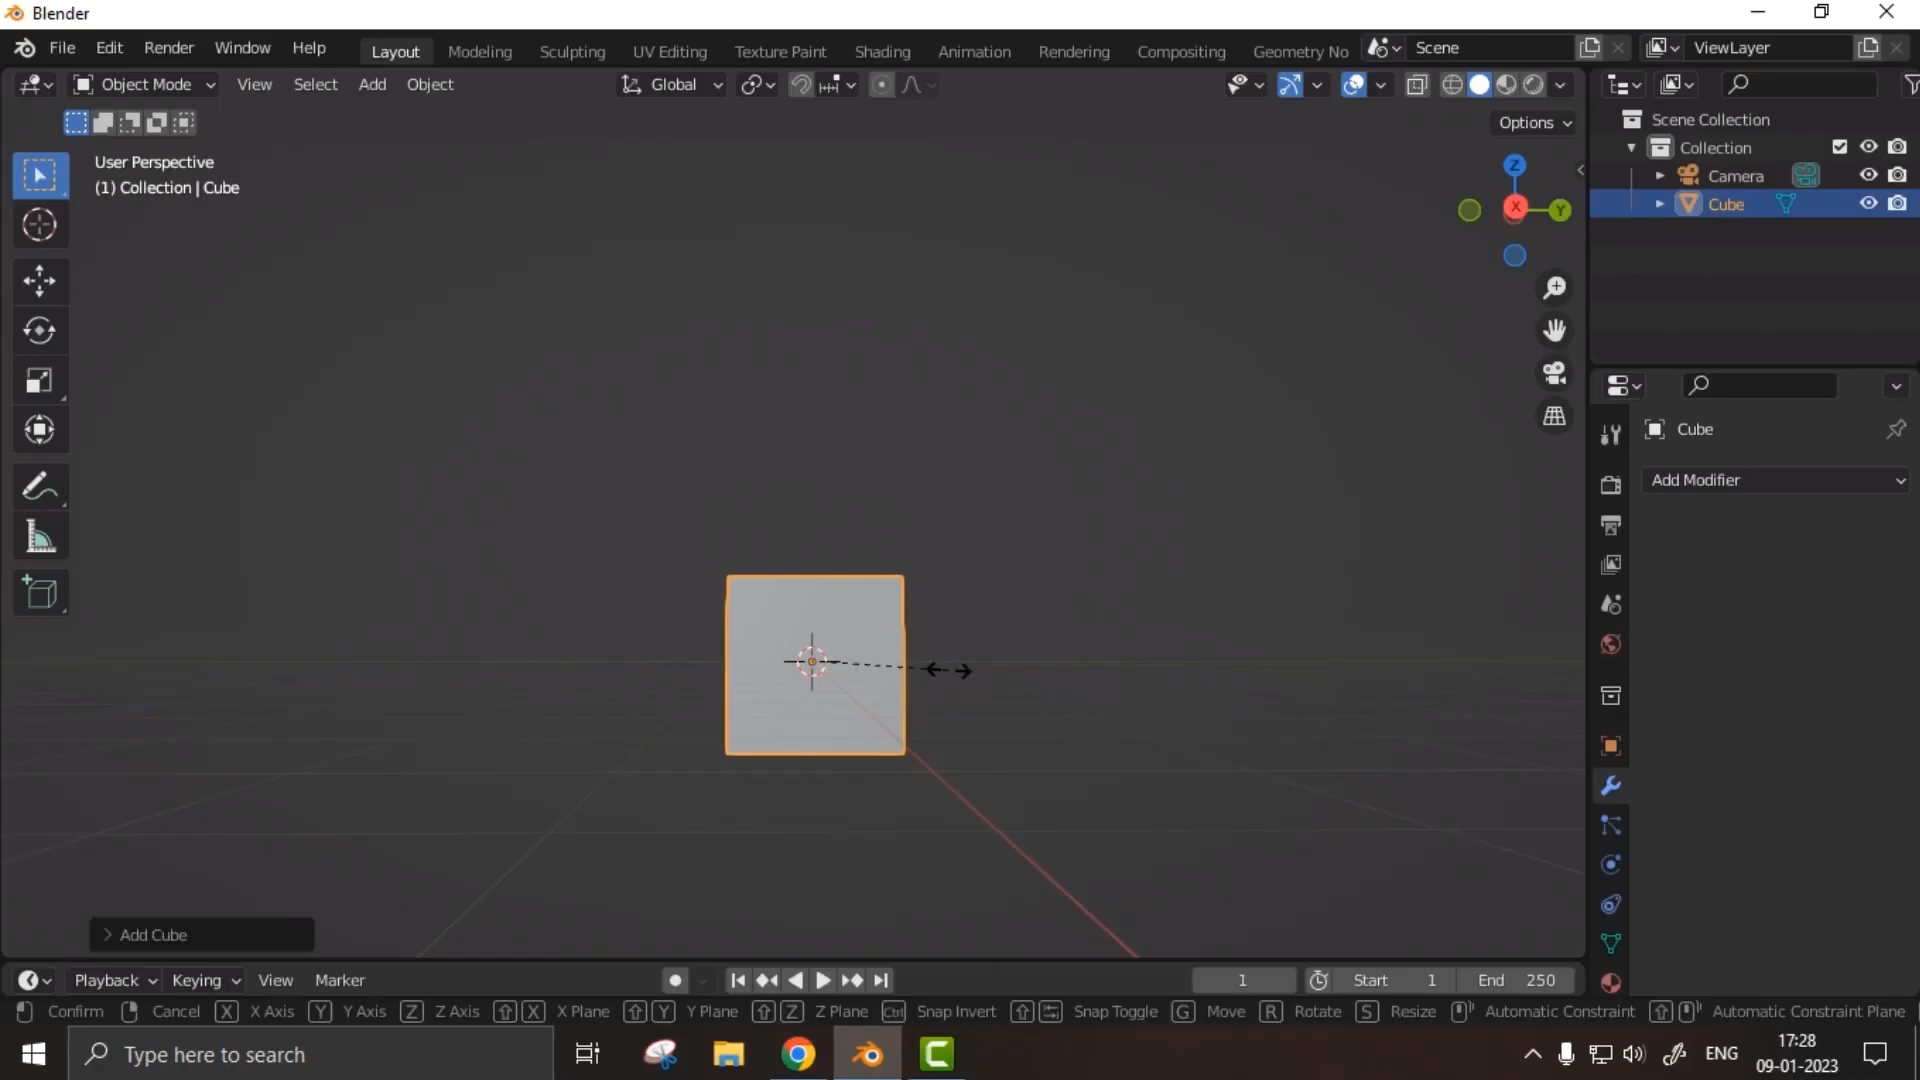 Blender
File Edit Render Window Help Layout Modeling Sculpting UV Editing Texture Paint Shading Animation Rendering Compositing Geometry No Scene ViewLayer
Object Mode View Select Add Object Global
Options
User Perspective
(1) Collection | Cube
Z
X
Y
Scene Collection
Collection
Camera
Cube
Cube
Add Modifier
Add Cube
Playback Keying View Marker 1 Start 1 End 250
Confirm Cancel X X Axis Y Y Axis Z Z Axis X X Plane Y Y Plane Z Z Plane Ctrl Snap Invert Snap Toggle G Move R Rotate S Resize Automatic Constraint Automatic Constraint Plane
Type here to search
ENG
17:28
09-01-2023